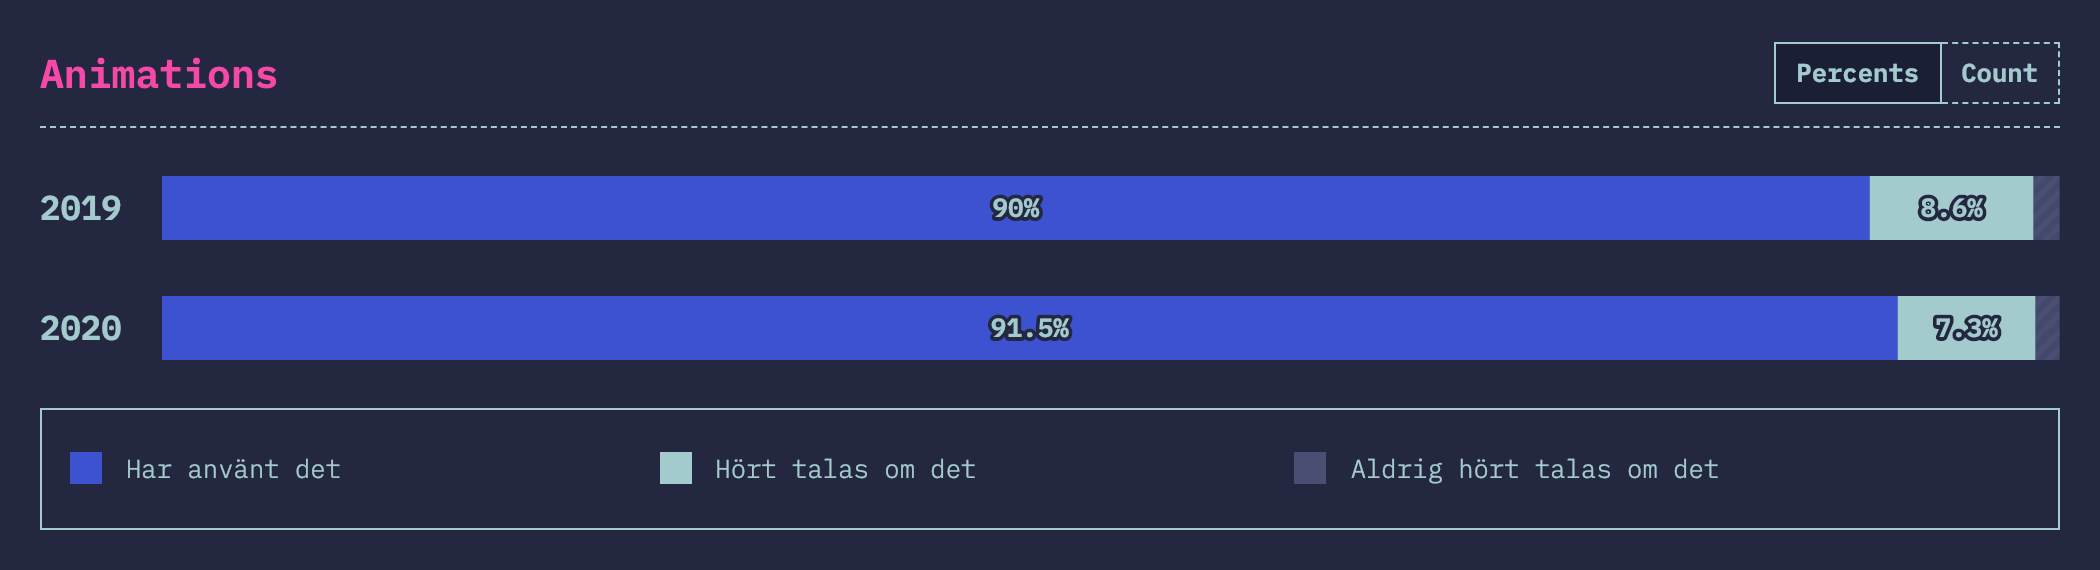 Animations
Percents Count
2019 90% 8.6%
2020 91.5% 7.3%
Har använt det Hört talas om det Aldrig hört talas om det